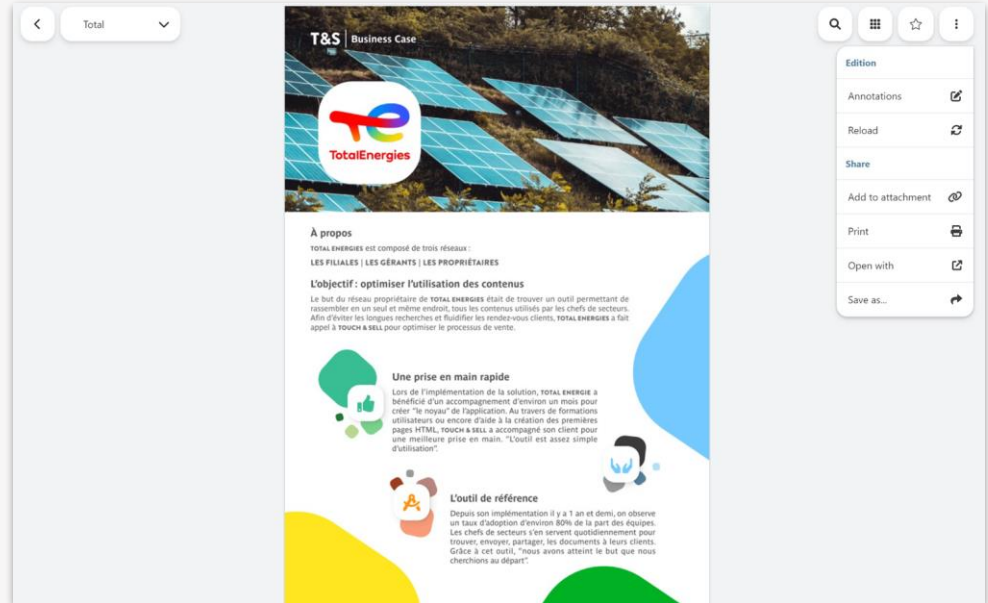 Total
T&S | Business Case
TotalEnergies
À propos
TOTAL ENERGIES est composé de trois réseaux :
LES FILIALES | LES GÉRANTS | LES PROPRIÉTAIRES
L'objectif : optimiser l'utilisation des contenus
Le but du réseau propriétaire de TOTAL ENERGIES était de trouver un outil permettant de
rassembler en un seul et même endroit, tous les contenus utilisés par les chefs de secteurs.
Afin d'éviter les longues recherches et fluidifier les rendez-vous clients, TOTAL ENERGIES a fait
appel à TOUCH & SELL pour optimiser le processus de vente.
Une prise en main rapide
Lors de l'implémentation de la solution, TOTAL ENERGIE a
bénéficié d'un accompagnement d'environ un mois pour
créer "le noyau" de l'application. Au travers de formations
utilisateurs ou encore d'aide à la création des premières
pages HTML, TOUCH & SELL a accompagné son client pour
une meilleure prise en main. "L'outil est assez simple
d'utilisation".
L'outil de référence
Depuis son implémentation il y a 1 an et demi, on observe
un taux d'adoption d'environ 80% de la part des équipes.
Les chefs de secteurs s'en servent quotidiennement pour
trouver, envoyer, partager, les documents à leurs clients.
Grâce à cet outil, "nous avons atteint le but que nous
cherchions au départ".
Edition
Annotations
Reload
Share
Add to attachment
Print
Open with
Save as...